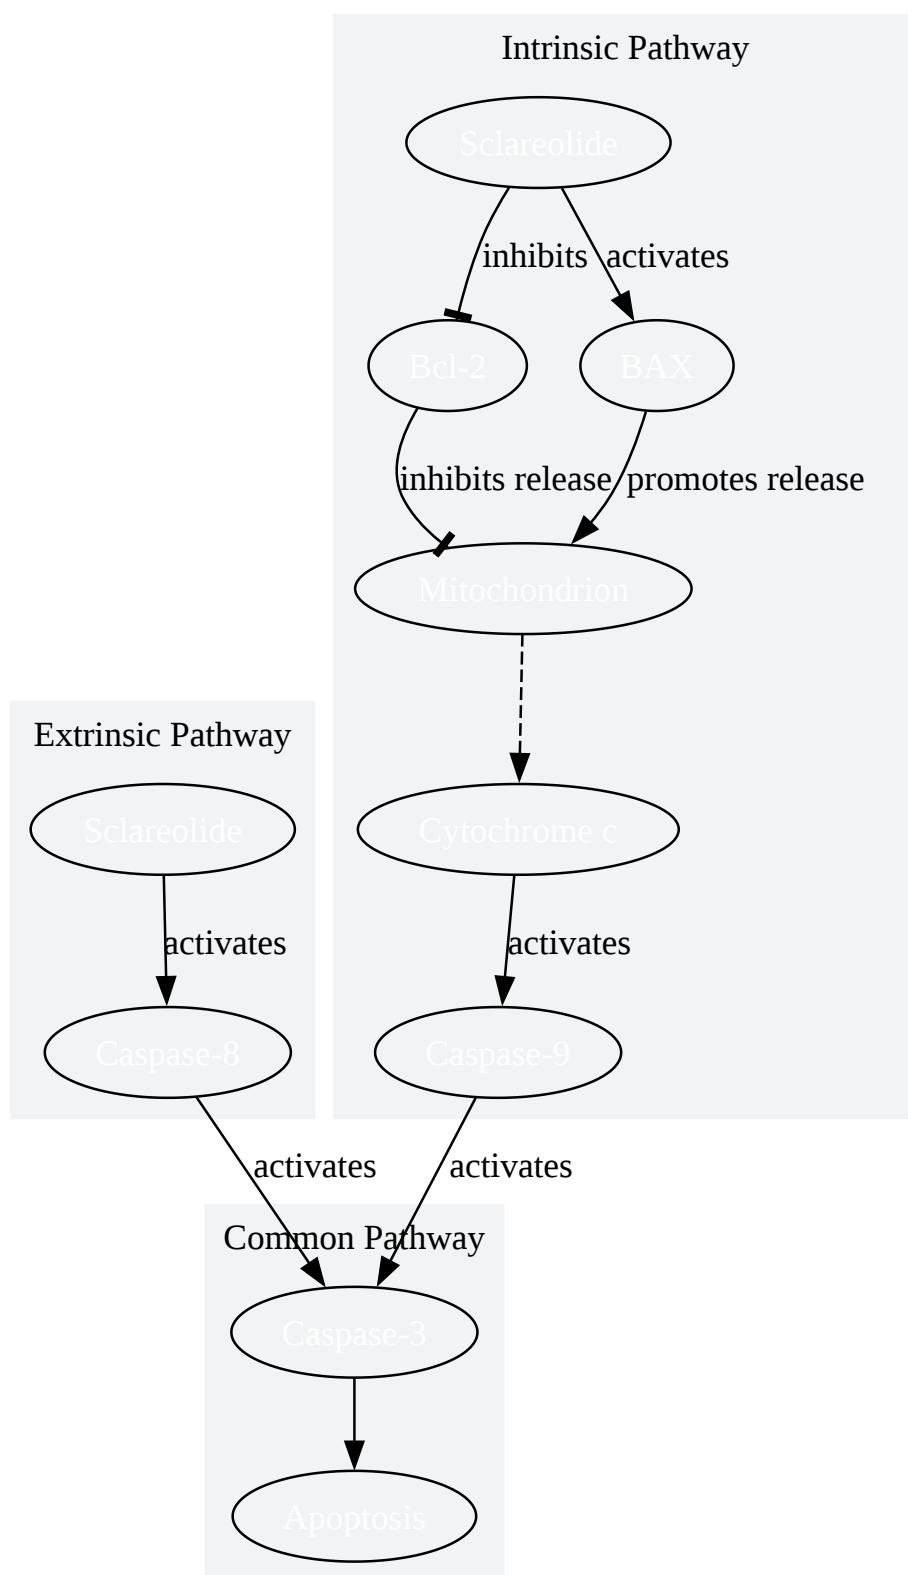 Intrinsic Pathway
Sclareolide
inhibits
activates
Bcl-2
BAX
inhibits release
promotes release
Mitochondrion
Extrinsic Pathway
Sclareolide
Cytochrome c
activates
activates
Caspase-8
Caspase-9
activates
activates
Common Pathway
Caspase-3
Apoptosis